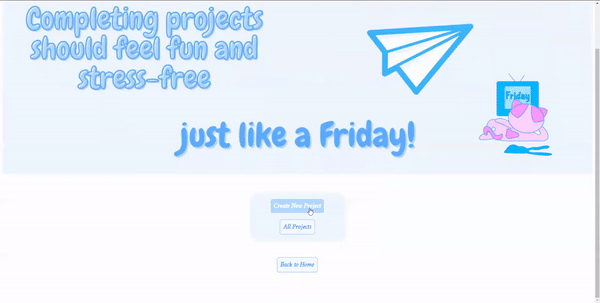 Completing projects
should feel fun and
stress-free
Friday
just like a Friday!
Create New Project
All Projects
Back to Home